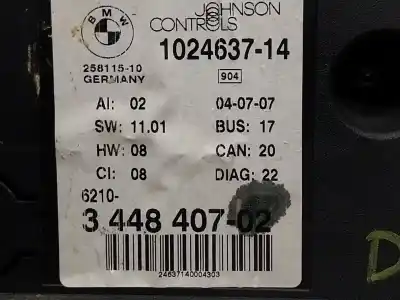 BMW
JOHNSON
CONTROLS
1024637-14
258115-10
GERMANY
904
AI: 02 04-07-07
SW: 11.01 BUS: 17
HW: 08 CAN: 20
CI: 08 DIAG: 22
6210-
3 448 407-02
24637140004303
D